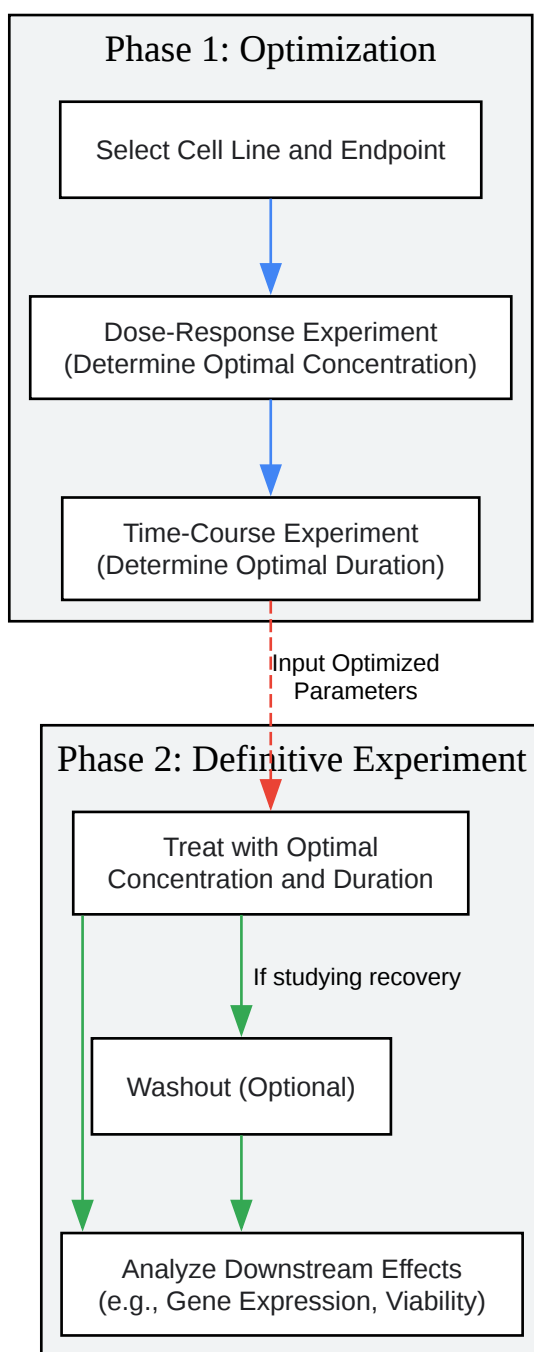 Phase 1: Optimization
Select Cell Line and Endpoint
Dose-Response Experiment
(Determine Optimal Concentration)
Time-Course Experiment
(Determine Optimal Duration)
Input Optimized
Parameters
Phase 2: Definitive Experiment
Treat with Optimal
Concentration and Duration
If studying recovery
Washout (Optional)
Analyze Downstream Effects
(e.g., Gene Expression, Viability)